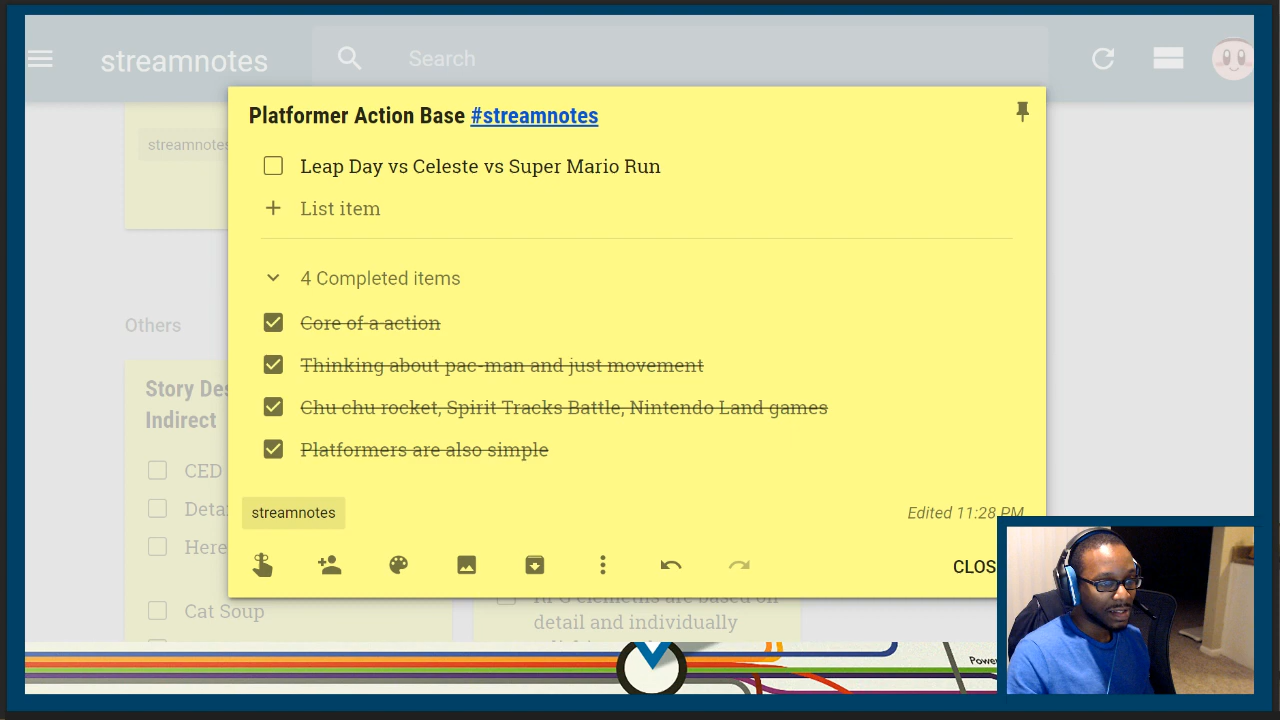 streamnotes
Search
Platformer Action Base #streamnotes
streamnotes
Leap Day vs Celeste vs Super Mario Run
List item
4 Completed items
Others
Core of a action
Thinking about pac-man and just movement
Story Des
Chu chu rocket, Spirit Tracks Battle, Nintendo Land games
Indirect
Platformers are also simple
CED
streamnotes
Edited 11:28 PM
Deta
Here
CLOS
RPG elements are based on
Cat Soup
detail and individually
Power